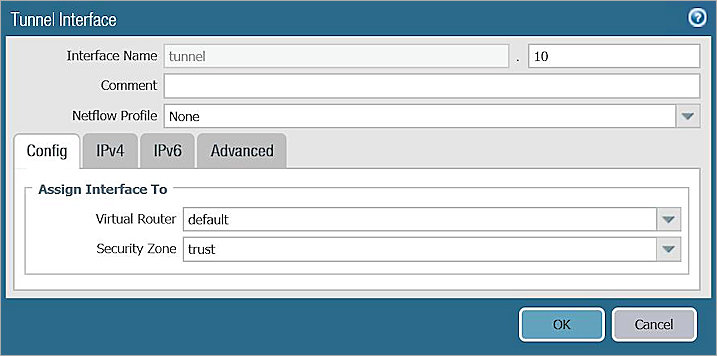 Tunnel Interface
?
Interface Name tunnel . 10
Comment
Netflow Profile None
Config IPv4 IPv6 Advanced
Assign Interface To
Virtual Router default
Security Zone trust
OK Cancel